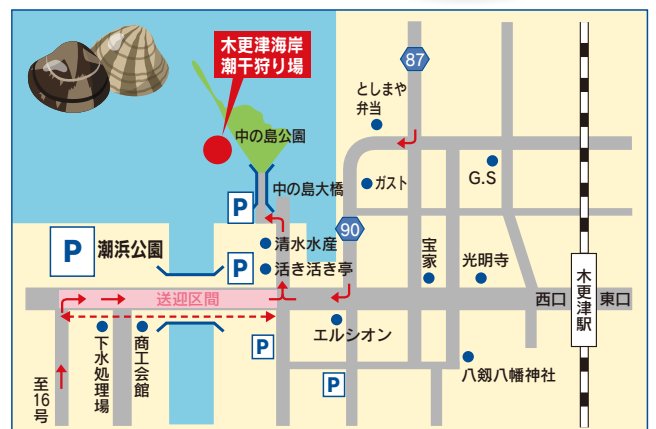 木更津海岸
潮干狩り場
87
としまや
弁当
中の島公園
G.S
中の島大橋
ガスト
P
90
清水水産
P
潮浜公園
P
活き活き亭
宝家
光明寺
木更津駅
西口
東口
送迎区間
エルシオン
下水処理場
商工会館
P
至16号
P
八剱八幡神社